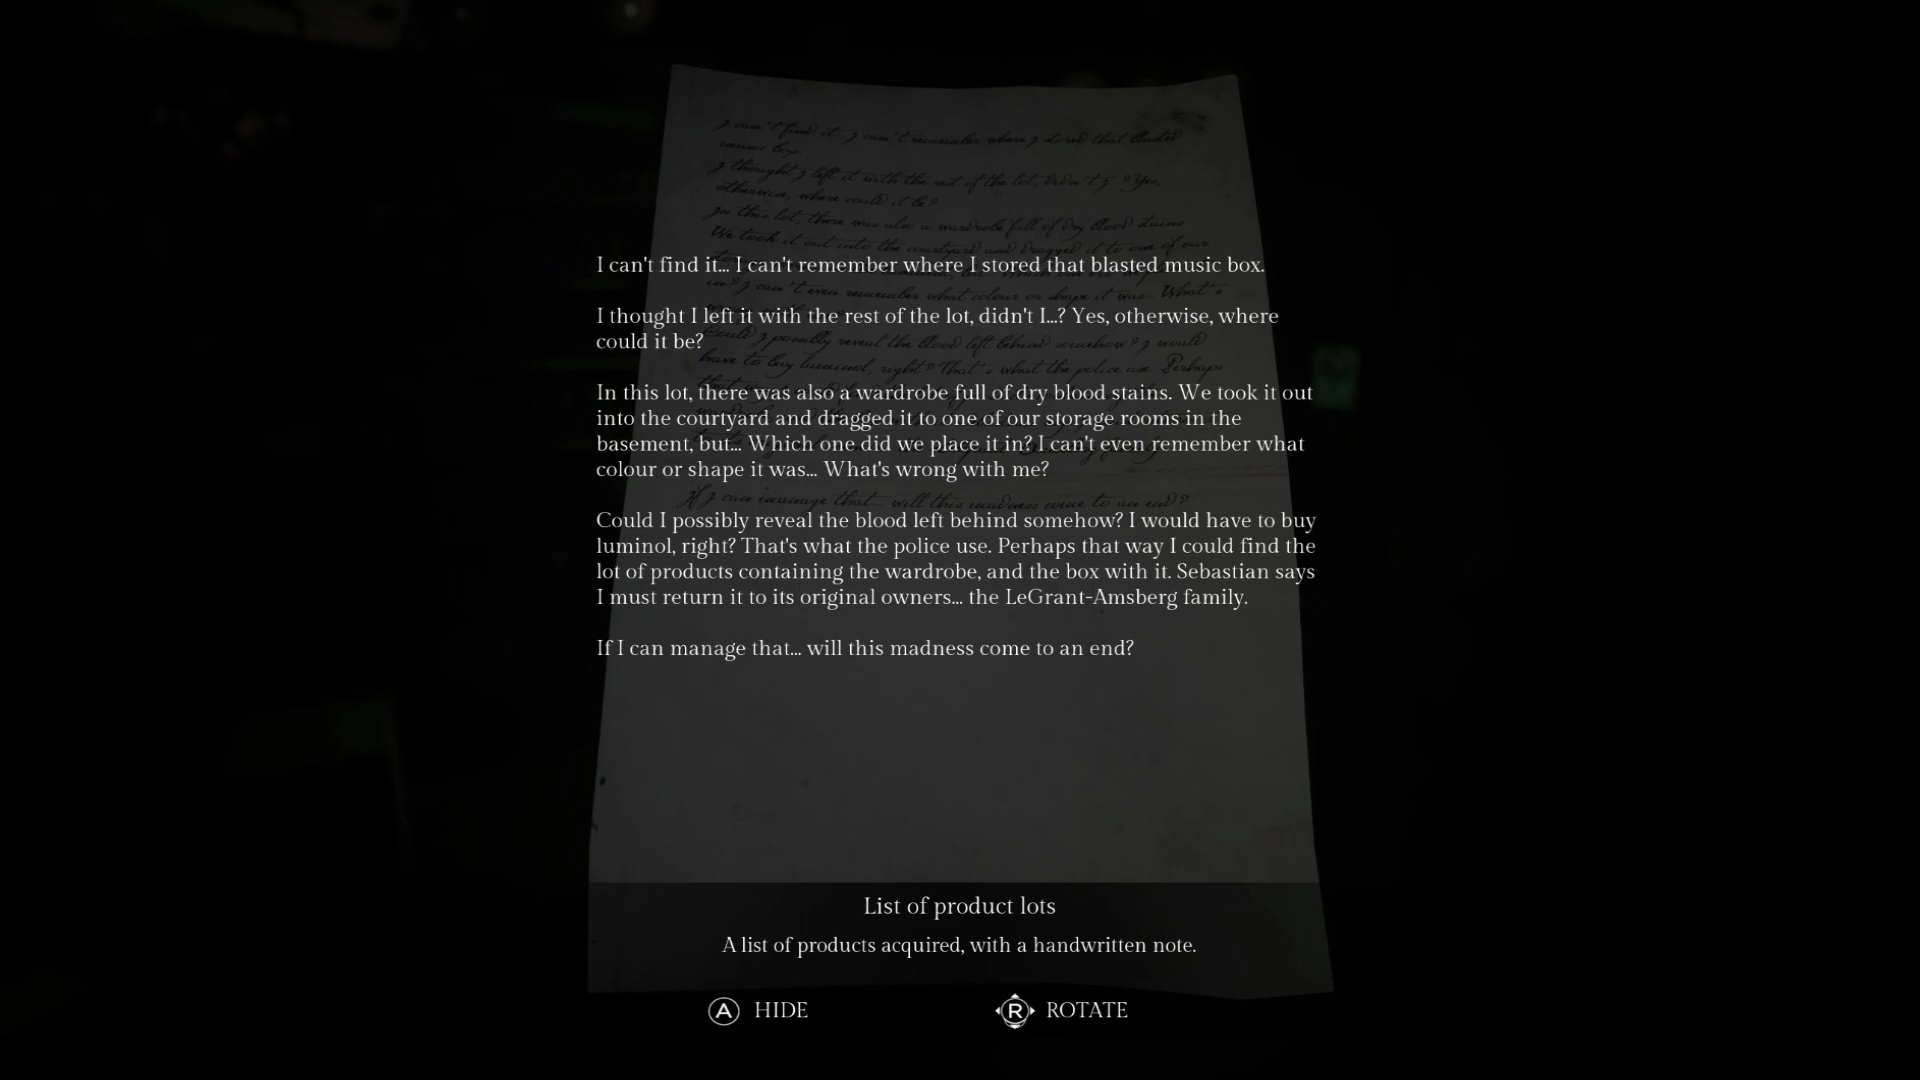 I can't find it... I can't remember where I stored that blasted music box.
I thought I left it with the rest of the lot, didn't I...? Yes, otherwise, where
could it be?
In this lot, there was also a wardrobe full of dry blood stains. We took it out
into the courtyard and dragged it to one of our storage rooms in the
basement, but... Which one did we place it in? I can't even remember what
colour or shape it was... What's wrong with me?
Could I possibly reveal the blood left behind somehow? I would have to buy
luminol, right? That's what the police use. Perhaps that way I could find the
lot of products containing the wardrobe, and the box with it. Sebastian says
I must return it to its original owners... the LeGrant-Amsberg family.
If I can manage that... will this madness come to an end?
List of product lots
A list of products acquired, with a handwritten note.
A HIDE
R ROTATE